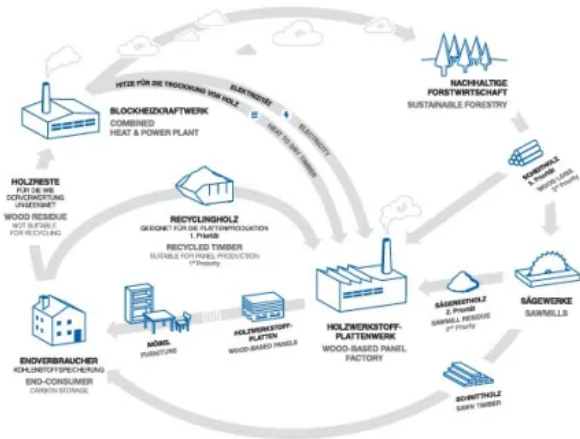 HITZE FÜR DIE TROCKNUNG VON HOLZ
ELEKTRIZITÄT
ELECTRICITY
HEAT TO DRY TIMBER
NACHHALTIGE
FORSTWIRTSCHAFT
SUSTAINABLE FORESTRY
BLOCKHEIZKRAFTWERK
COMBINED
HEAT & POWER PLANT
SCHEITHOLZ
3. Priorität
WOOD LOGS
3rd Priority
HOLZRESTE
FÜR DIE WIE
DERVERWERTUNG
UNGEEIGNET
WOOD RESIDUE
NOT SUITABLE
FOR RECYCLING
RECYCLINGHOLZ
GEEIGNET FÜR DIE PLATTENPRODUKTION
1. Priorität
RECYCLED TIMBER
SUITABLE FOR PANEL PRODUCTION
1st Priority
SÄGERESTHOLZ
2. Priorität
SAWMILL RESIDUE
2nd Priority
SÄGEWERKE
SAWMILLS
HOLZWERKSTOFF-
PLATTENWERK
WOOD-BASED PANEL
FACTORY
HOLZWERKSTOFF-
PLATTEN
WOOD-BASED PANELS
MÖBEL
FURNITURE
ENDVERBRAUCHER
KOHLENSTOFFSPEICHERUNG
END-CONSUMER
CARBON STORAGE
SCHNITTHOLZ
SAWN TIMBER